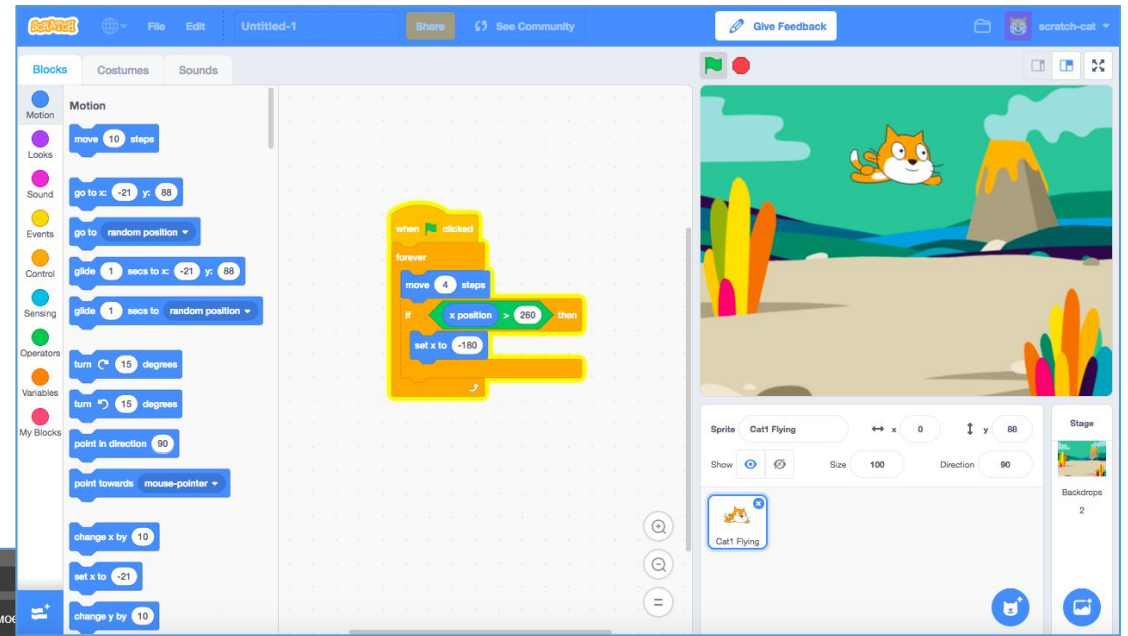 SCRATCH File Edit Untitled-1 Share See Community Give Feedback scratch-cat
Blocks Costumes Sounds
Motion
Looks
Sound
Events
Control
Sensing
Operators
Variables
My Blocks
Motion
move 10 steps
go to x: -21 y: 88
go to random position
glide 1 secs to x: -21 y: 88
glide 1 secs to random position
turn 15 degrees
turn 15 degrees
point in direction 90
point towards mouse-pointer
change x by 10
set x to -21
change y by 10
when clicked
forever
move 4 steps
if x position > 260 then
set x to -180
Sprite Cat1 Flying x 0 y 88
Show Size 100 Direction 90
Cat1 Flying
Stage
Backdrops
2